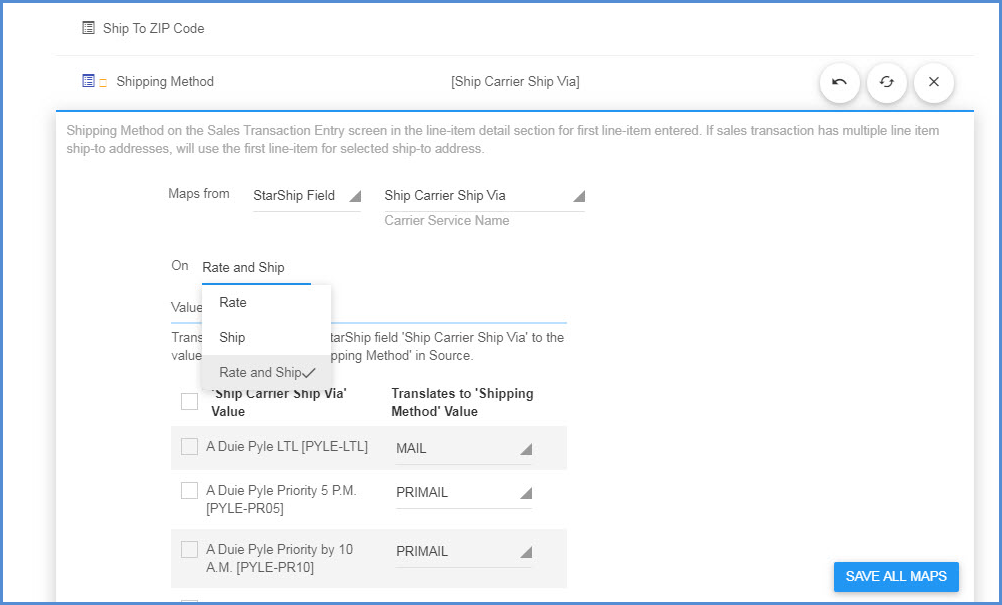 Ship To ZIP Code
Shipping Method
[Ship Carrier Ship Via]
Shipping Method on the Sales Transaction Entry screen in the line-item detail section for first line-item entered. If sales transaction has multiple line item
ship-to addresses, will use the first line-item for selected ship-to address.
Maps from
StarShip Field
Ship Carrier Ship Via
Carrier Service Name
On
Rate and Ship
Rate
Value
Ship
Trans tarShip field 'Ship Carrier Ship Via' to the
value pping Method' in Source.
Rate and Ship
'Ship Carrier Ship Via'
Value
Translates to 'Shipping
Method' Value
A Duie Pyle LTL [PYLE-LTL]
MAIL
A Duie Pyle Priority 5 P.M.
[PYLE-PR05]
PRIMAIL
A Duie Pyle Priority by 10
A.M. [PYLE-PR10]
PRIMAIL
SAVE ALL MAPS